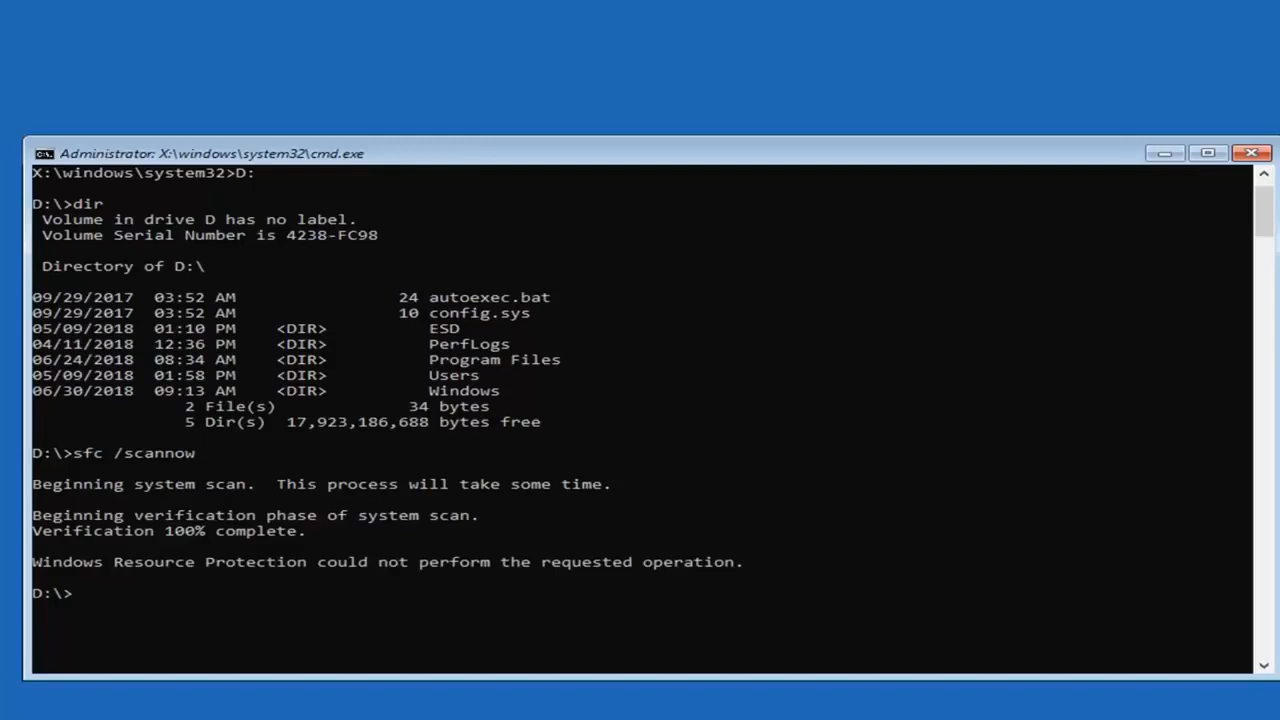 Administrator: X:\windows\system32\cmd.exe
X:\windows\system32>D:
D:\>dir
Volume in drive D has no label.
Volume Serial Number is 4238-FC98
Directory of D:\
09/29/2017 03:52 AM 24 autoexec.bat
09/29/2017 03:52 AM 10 config.sys
05/09/2018 01:10 PM <DIR> ESD
04/11/2018 12:36 PM <DIR> PerfLogs
06/24/2018 08:34 AM <DIR> Program Files
05/09/2018 01:58 PM <DIR> Users
06/30/2018 09:13 AM <DIR> Windows
2 File(s) 34 bytes
5 Dir(s) 17,923,186,688 bytes free
D:\>sfc /scannow
Beginning system scan. This process will take some time.
Beginning verification phase of system scan.
Verification 100% complete.
Windows Resource Protection could not perform the requested operation.
D:\>